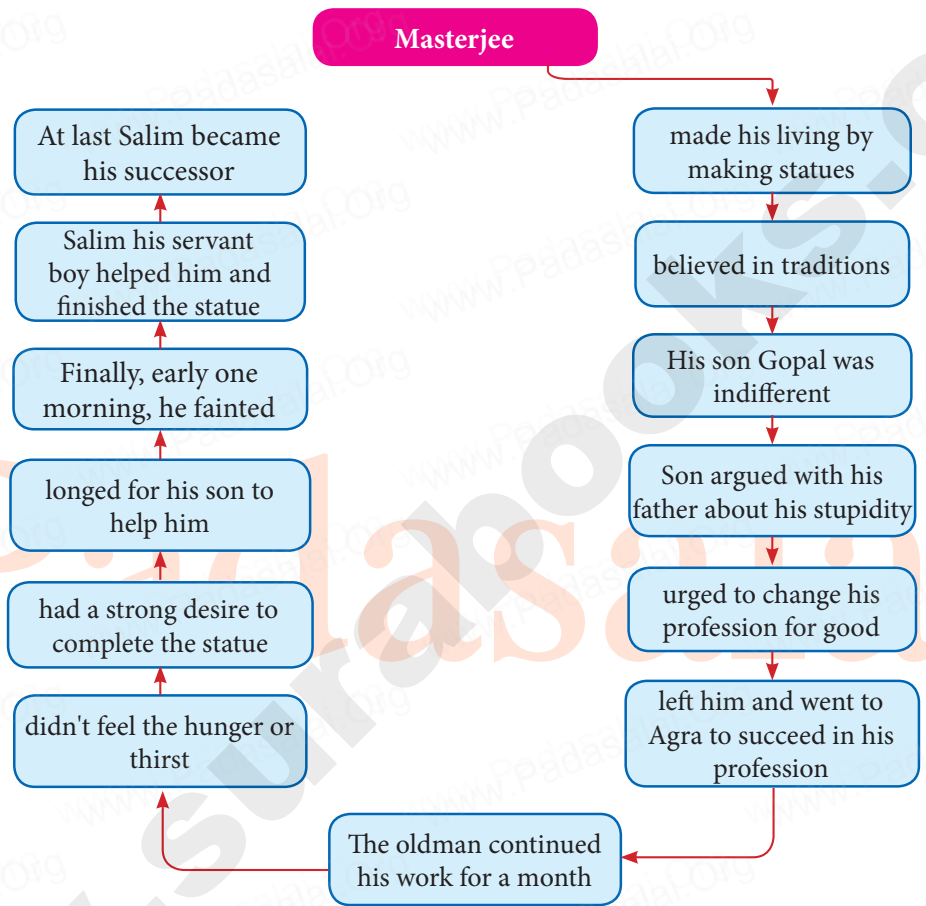 Masterjee
made his living by
making statues
believed in traditions
His son Gopal was
indifferent
Son argued with his
father about his stupidity
urged to change his
profession for good
left him and went to
Agra to succeed in his
profession
The oldman continued
his work for a month
didn't feel the hunger or
thirst
had a strong desire to
complete the statue
longed for his son to
help him
Finally, early one
morning, he fainted
Salim his servant
boy helped him and
finished the statue
At last Salim became
his successor
www.Padasalai.Org